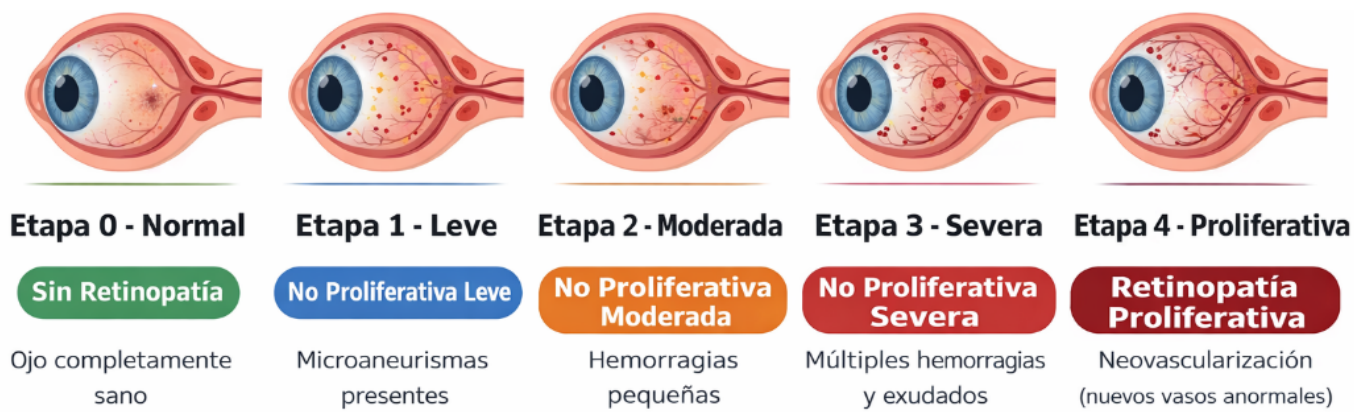 Etapa 0 - Normal
Etapa 1 - Leve
Etapa 2 - Moderada
Etapa 3 - Severa
Etapa 4 - Proliferativa
Sin Retinopatía
No Proliferativa Leve
No Proliferativa
Moderada
No Proliferativa
Severa
Retinopatía
Proliferativa
Ojo completamente
sano
Microaneurismas
presentes
Hemorragias
pequeñas
Múltiples hemorragias
y exudados
Neovascularización
(nuevos vasos anormales)